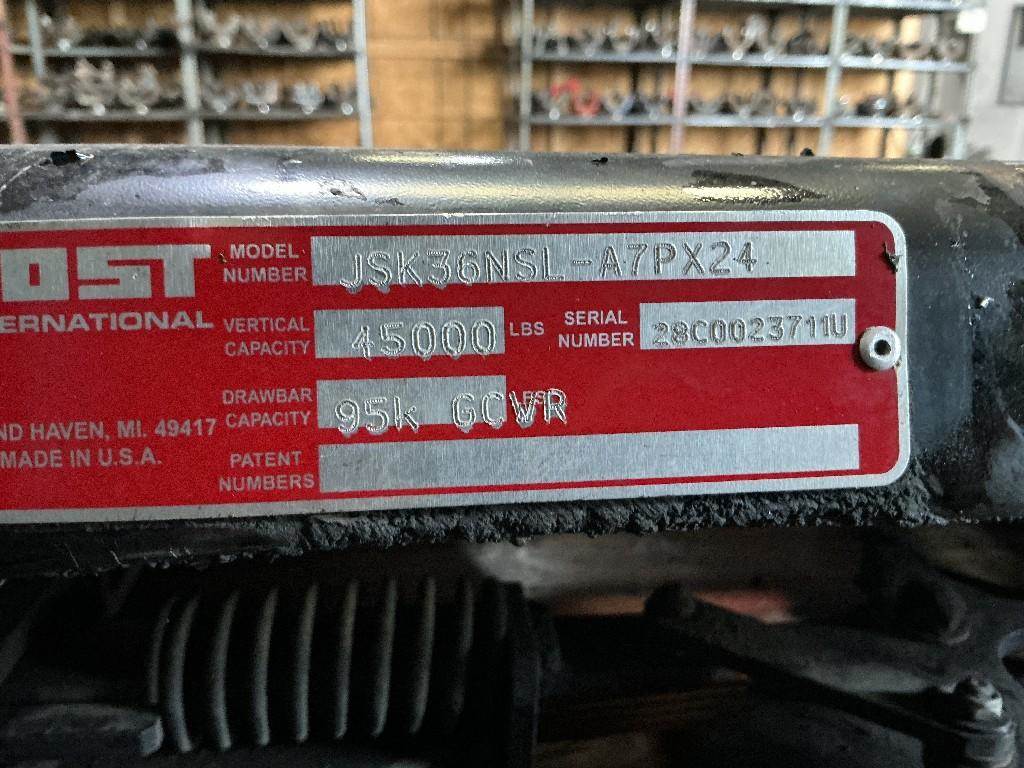 OST
ERNATIONAL
MODEL NUMBER JSK36NSL-A7PX24
VERTICAL CAPACITY 45000 LBS
SERIAL NUMBER 28C0023711U
DRAWBAR CAPACITY 95k GCWR
PATENT NUMBERS
ND HAVEN, MI. 49417
MADE IN U.S.A.